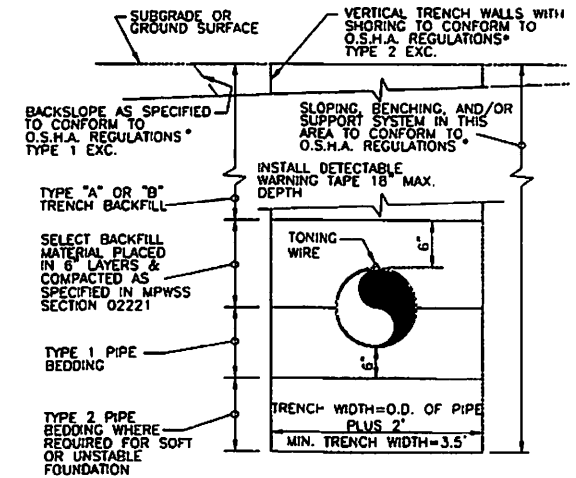 SUBGRADE OR
GROUND SURFACE
VERTICAL TRENCH WALLS WITH
SHORING TO CONFORM TO
O.S.H.A. REGULATIONS*
TYPE 2 EXC.
BACKSLOPE AS SPECIFIED
TO CONFORM TO
O.S.H.A. REGULATIONS*
TYPE 1 EXC.
SLOPING, BENCHING, AND/OR
SUPPORT SYSTEM IN THIS
AREA TO CONFORM TO
O.S.H.A. REGULATIONS*
INSTALL DETECTABLE
WARNING TAPE 18" MAX.
DEPTH
TYPE "A" OR "B"
TRENCH BACKFILL
SELECT BACKFILL
MATERIAL PLACED
IN 6" LAYERS &
COMPACTED AS
SPECIFIED IN MPWSS
SECTION 02221
TONING
WIRE
6"
TYPE 1 PIPE
BEDDING
6"
TYPE 2 PIPE
BEDDING WHERE
REQUIRED FOR SOFT
OR UNSTABLE
FOUNDATION
TRENCH WIDTH=O.D. OF PIPE
PLUS 2'
MIN. TRENCH WIDTH=3.5'